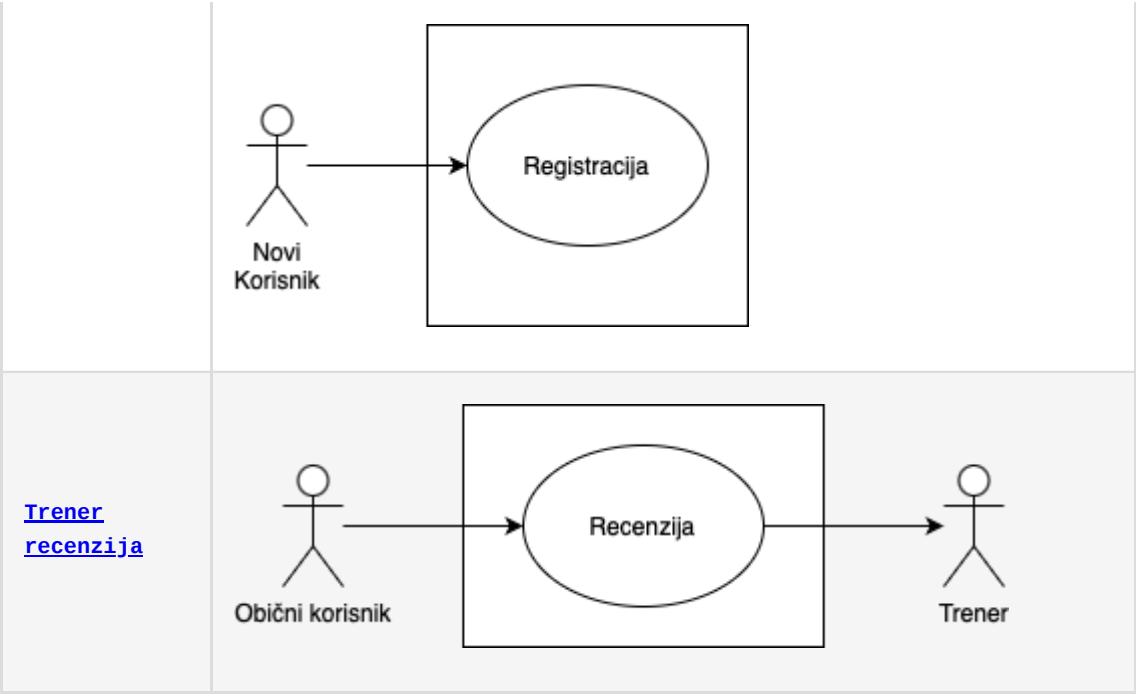 Registracija
Novi
Korisnik
Trener
recenzija
Recenzija
Obični korisnik
Trener